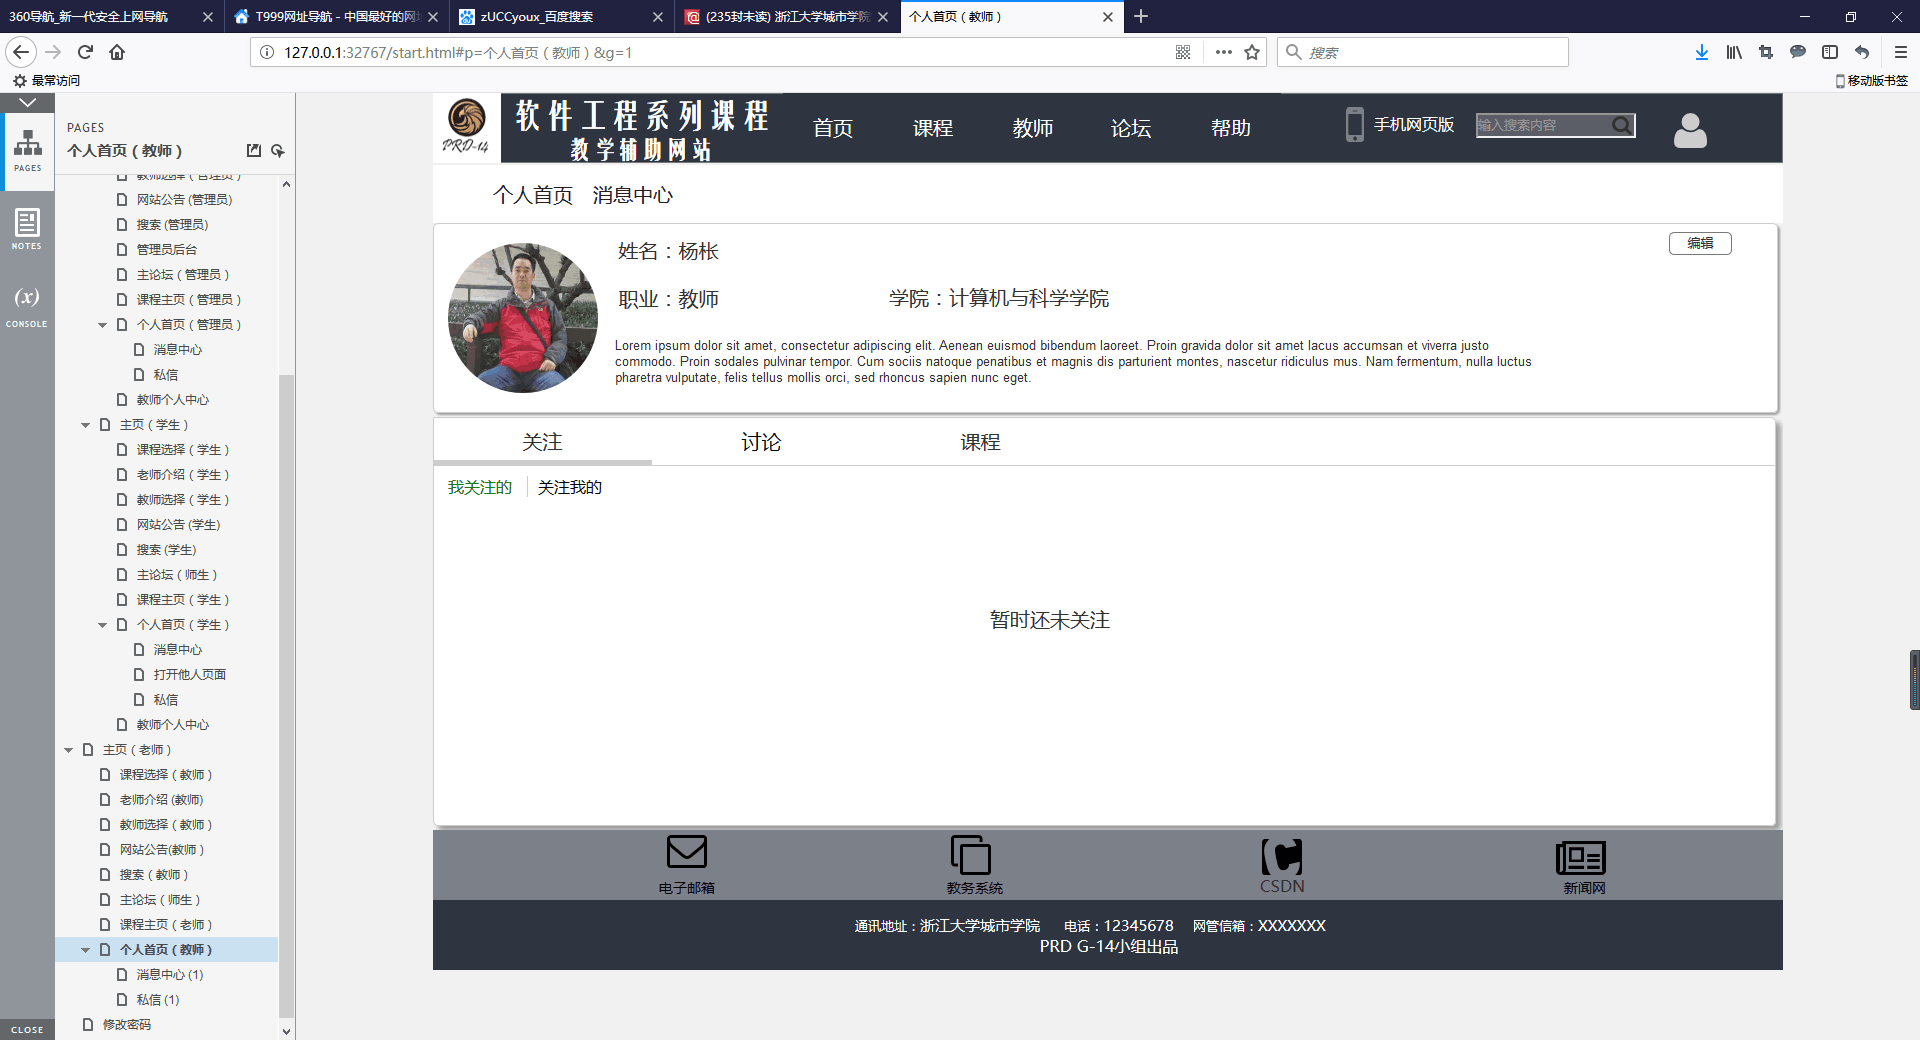 360导航_新一代安全上网导航
T999网址导航 - 中国最好的网
zUCCyoux_百度搜索
(235封未读) 浙江大学城市学院
个人首页（教师）
127.0.0.1:32767/start.html#p=个人首页（教师）&g=1
搜索
最常访问
移动版书签
PAGES
个人首页（教师）
PAGES
NOTES
(x)
CONSOLE
CLOSE
教师选择（管理员）
网站公告 (管理员)
搜索 (管理员)
管理员后台
主论坛（管理员）
课程主页（管理员）
个人首页（管理员）
消息中心
私信
教师个人中心
主页（学生）
课程选择（学生）
老师介绍（学生）
教师选择（学生）
网站公告 (学生)
搜索 (学生)
主论坛（师生）
课程主页（学生）
个人首页（学生）
消息中心
打开他人页面
私信
教师个人中心
主页（老师）
课程选择（教师）
老师介绍 (教师)
教师选择（教师）
网站公告(教师）
搜索（教师）
主论坛（师生）
课程主页（老师）
个人首页（教师）
消息中心 (1)
私信 (1)
修改密码
PRD-14
软件工程系列课程
教学辅助网站
首页
课程
教师
论坛
帮助
手机网页版
输入搜索内容
个人首页 消息中心
姓名：杨枨
编辑
职业：教师
学院：计算机与科学学院
Lorem ipsum dolor sit amet, consectetur adipiscing elit. Aenean euismod bibendum laoreet. Proin gravida dolor sit amet lacus accumsan et viverra justo
commodo. Proin sodales pulvinar tempor. Cum sociis natoque penatibus et magnis dis parturient montes, nascetur ridiculus mus. Nam fermentum, nulla luctus
pharetra vulputate, felis tellus mollis orci, sed rhoncus sapien nunc eget.
关注
讨论
课程
我关注的
关注我的
暂时还未关注
电子邮箱
教务系统
CSDN
新闻网
通讯地址：浙江大学城市学院 电话：12345678 网管信箱：XXXXXXX
PRD G-14小组出品